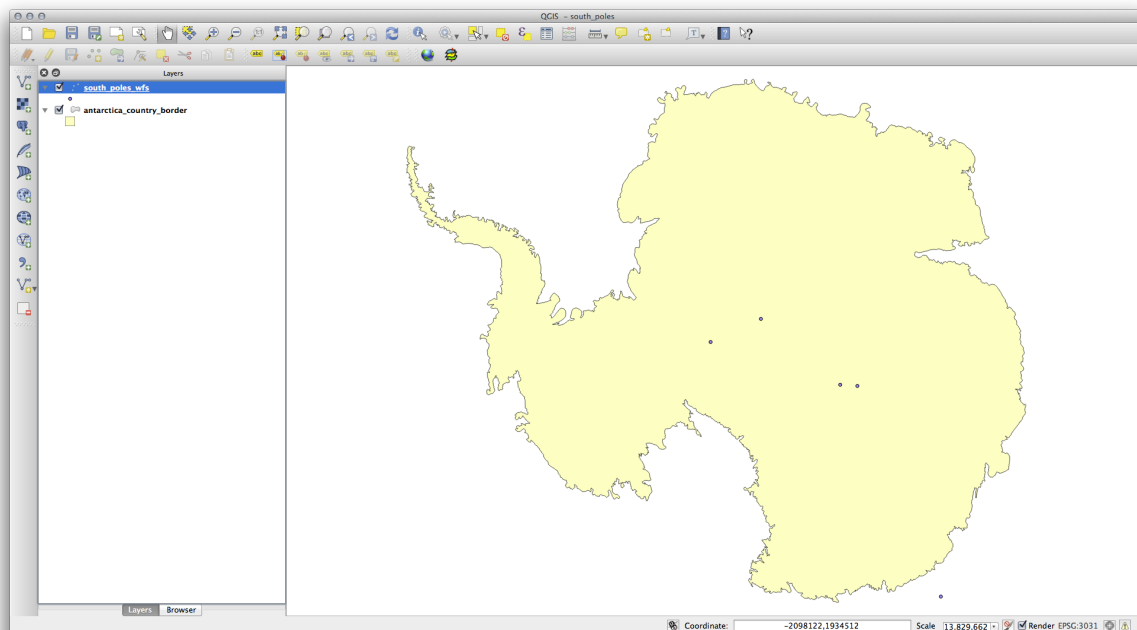 QGIS - south_poles
Layers
south_poles_wfs
antarctica_country_border
Layers Browser
Coordinate: -2098122,1934512 Scale 13,829,662 Render EPSG:3031